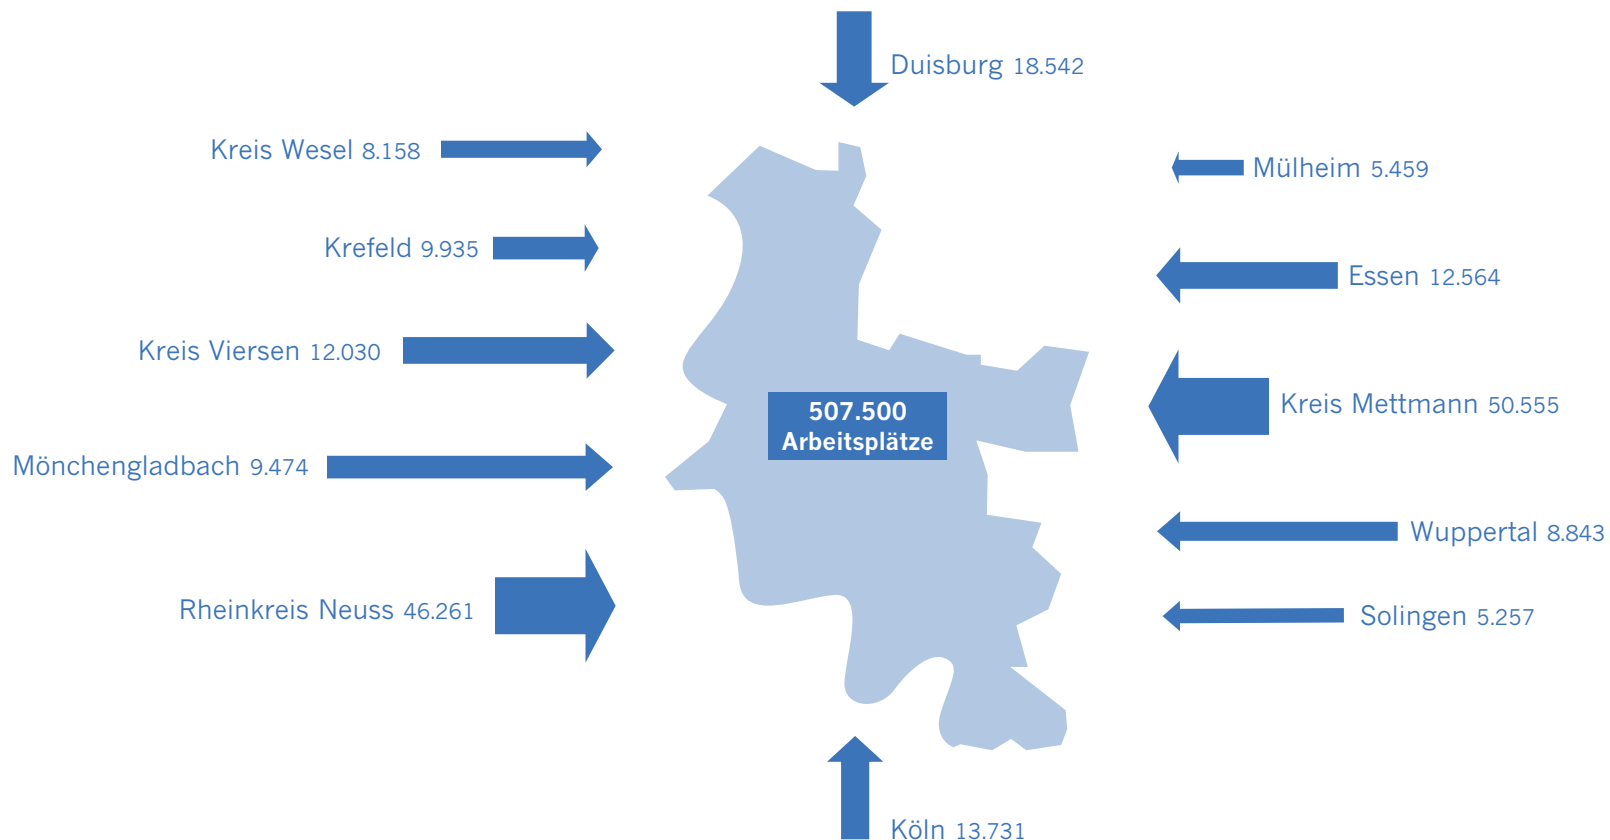 Duisburg 18.542
Kreis Wesel 8.158
Mülheim 5.459
Krefeld 9.935
Essen 12.564
Kreis Viersen 12.030
507.500
Arbeitsplätze
Kreis Mettmann 50.555
Mönchengladbach 9.474
Wuppertal 8.843
Rheinkreis Neuss 46.261
Solingen 5.257
Köln 13.731